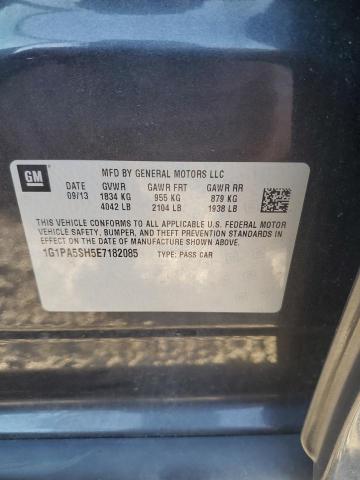 GM
MFD BY GENERAL MOTORS LLC
DATE GVWR GAWR FRT GAWR RR
09/13 1834 KG 955 KG 879 KG
4042 LB 2104 LB 1938 LB
THIS VEHICLE CONFORMS TO ALL APPLICABLE U.S. FEDERAL MOTOR
VEHICLE SAFETY, BUMPER, AND THEFT PREVENTION STANDARDS IN
EFFECT ON THE DATE OF MANUFACTURE SHOWN ABOVE.
1G1PA5SH5E7182085 TYPE: PASS CAR